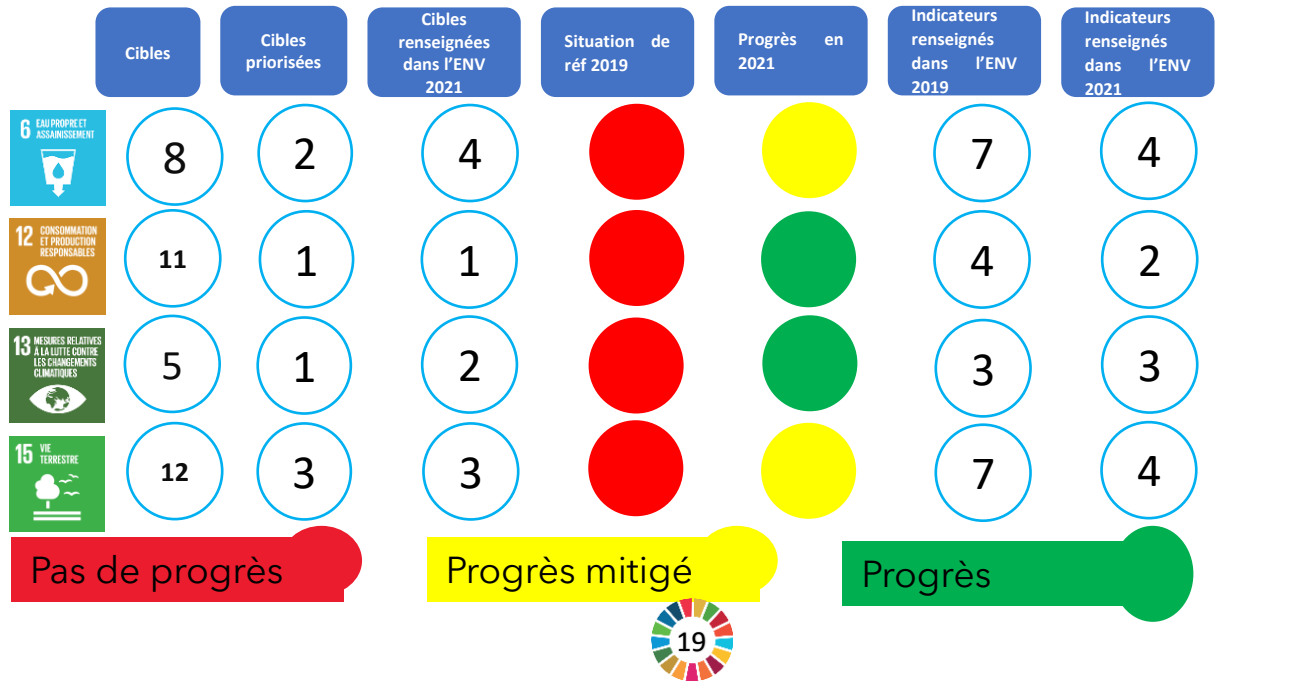 Cibles
Cibles
priorisées
Cibles
renseignées
dans l’ENV
2021
Situation de
réf 2019
Progrès en
2021
Indicateurs
renseignés
dans l’ENV
2019
Indicateurs
renseignés
dans l’ENV
2021
6 EAU PROPRE ET
ASSAINISSEMENT
8
2
4
7
4
12 CONSOMMATION
ET PRODUCTION
RESPONSABLES
11
1
1
4
2
13 MESURES RELATIVES
À LA LUTTE CONTRE
LES CHANGEMENTS
CLIMATIQUES
5
1
2
3
3
15 VIE
TERRESTRE
12
3
3
7
4
Pas de progrès
Progrès mitigé
Progrès
19